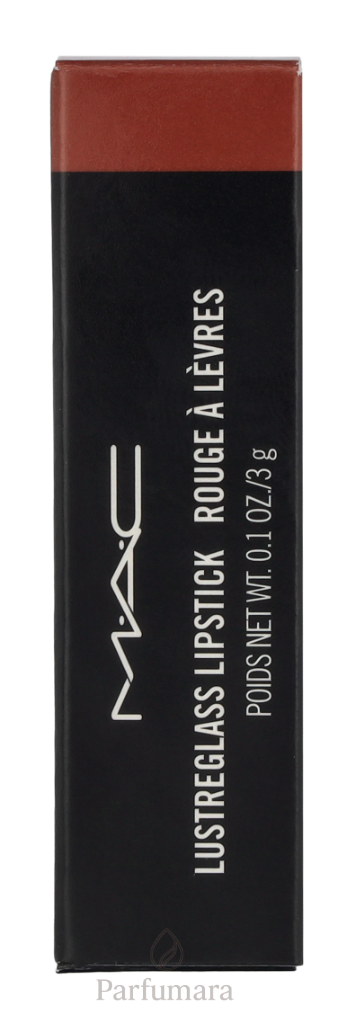 M·A·C
LUSTREGLASS LIPSTICK ROUGE À LÈVRES
POIDS NET WT. 0.1 OZ./3 g
Parfumara